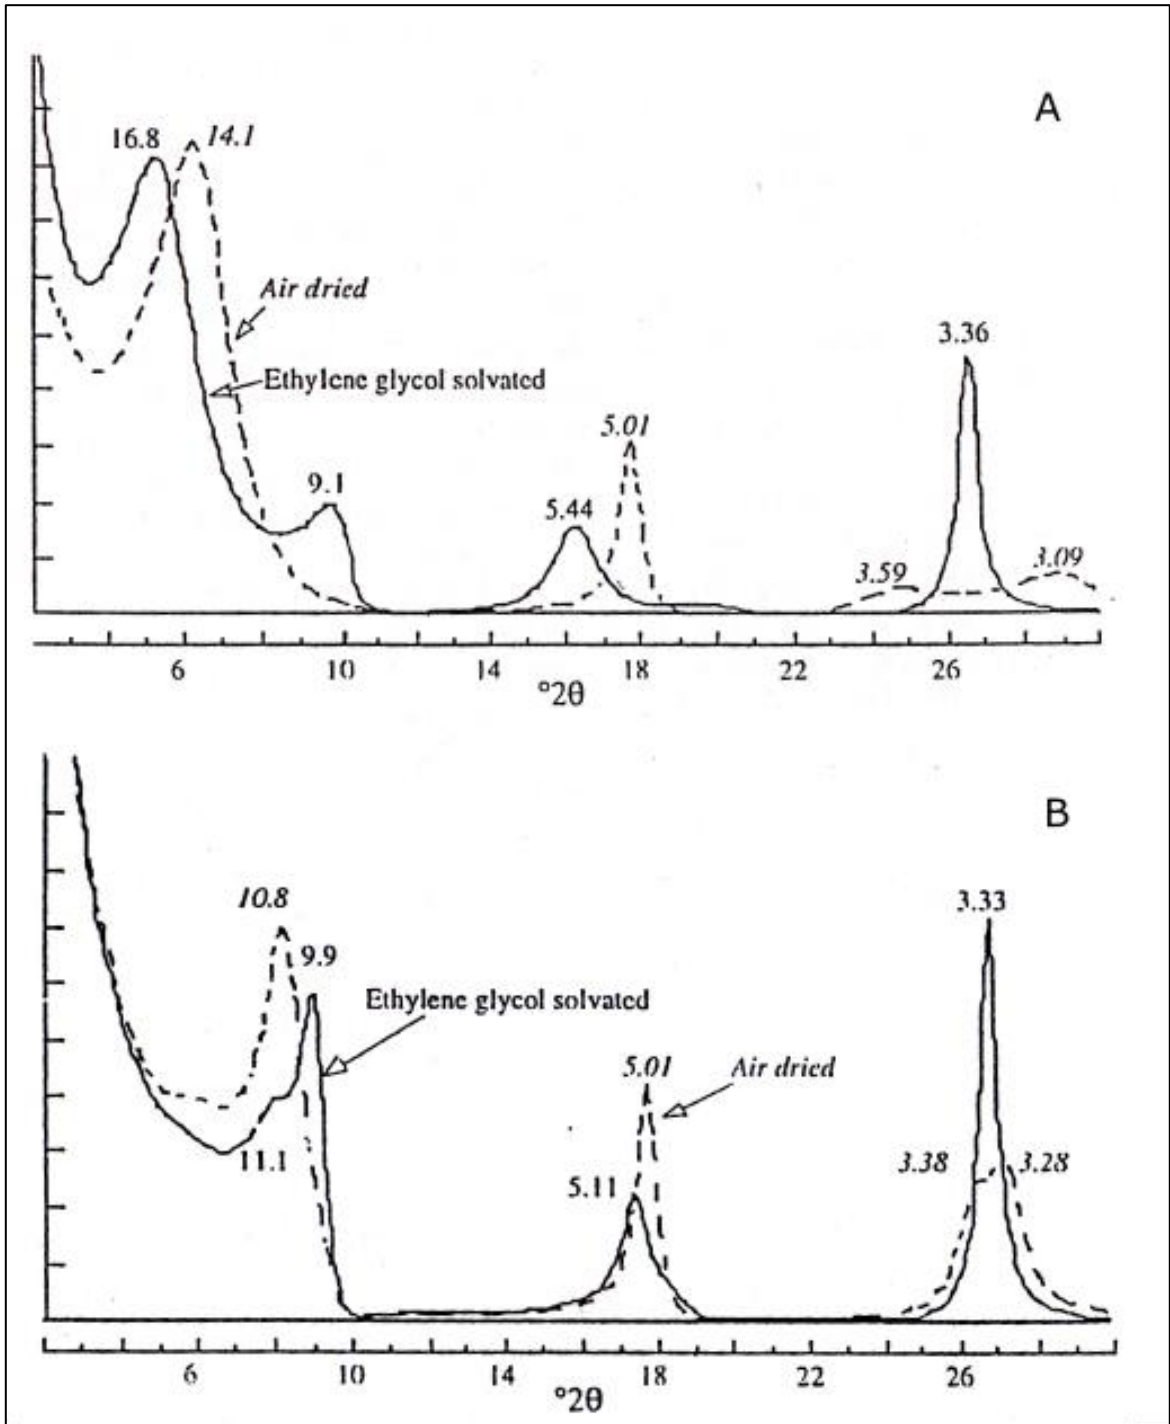 A
16.8
14.1
Air dried
Ethylene glycol solvated
3.36
5.01
9.1
5.44
3.59
3.09
6 10 14 18 22 26
°2θ
B
10.8
3.33
9.9
Ethylene glycol solvated
5.01
Air dried
11.1
3.38
3.28
5.11
6 10 14 18 22 26
°2θ